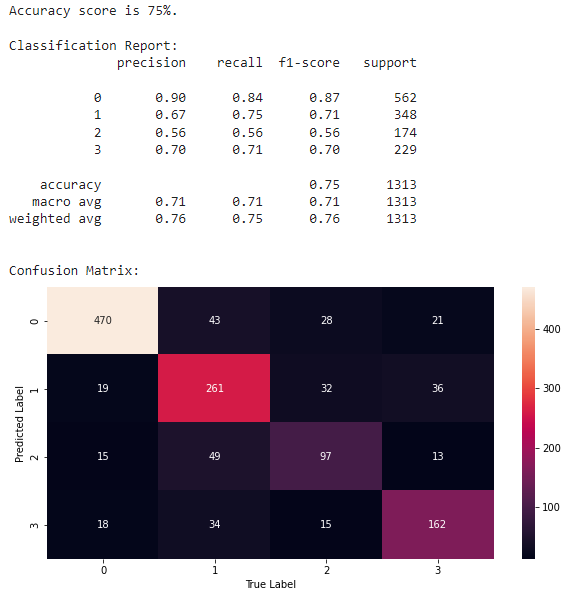 Accuracy score is 75%.
Classification Report:
precision recall f1-score support
0 0.90 0.84 0.87 562
1 0.67 0.75 0.71 348
2 0.56 0.56 0.56 174
3 0.70 0.71 0.70 229
accuracy 0.75 1313
macro avg 0.71 0.71 0.71 1313
weighted avg 0.76 0.75 0.76 1313
Confusion Matrix:
0 470 43 28 21
1 19 261 32 36
2 15 49 97 13
3 18 34 15 162
0 1 2 3
Predicted Label
True Label
400
300
200
100